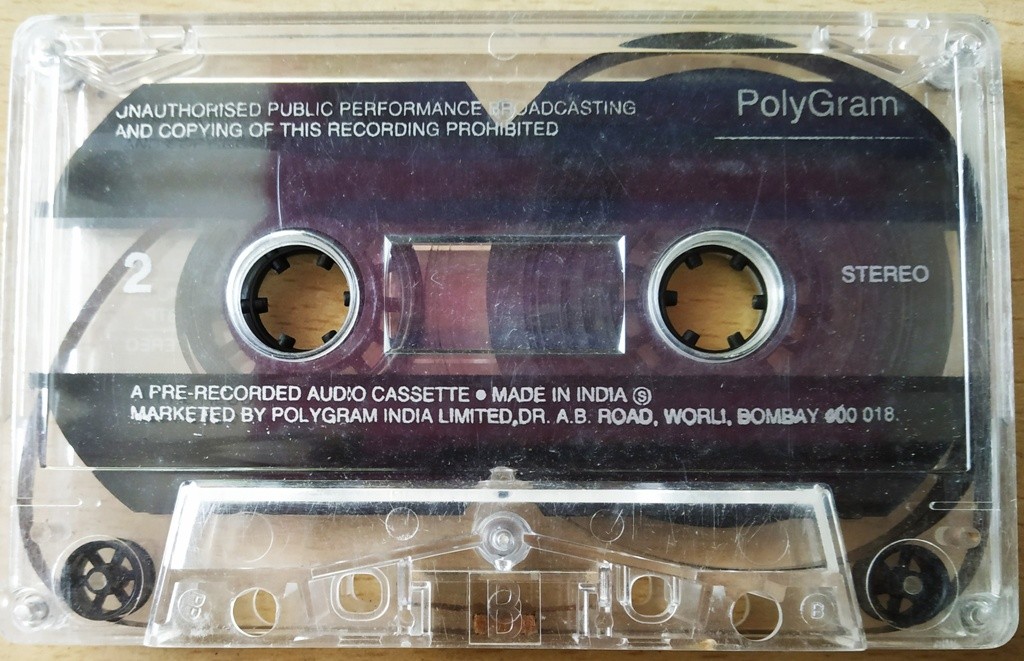 UNAUTHORISED PUBLIC PERFORMANCE BROADCASTING
AND COPYING OF THIS RECORDING PROHIBITED
PolyGram
2
STEREO
A PRE-RECORDED AUDIO CASSETTE ● MADE IN INDIA Ⓢ
MARKETED BY POLYGRAM INDIA LIMITED,DR. A.B. ROAD, WORLI, BOMBAY 400 018.
B